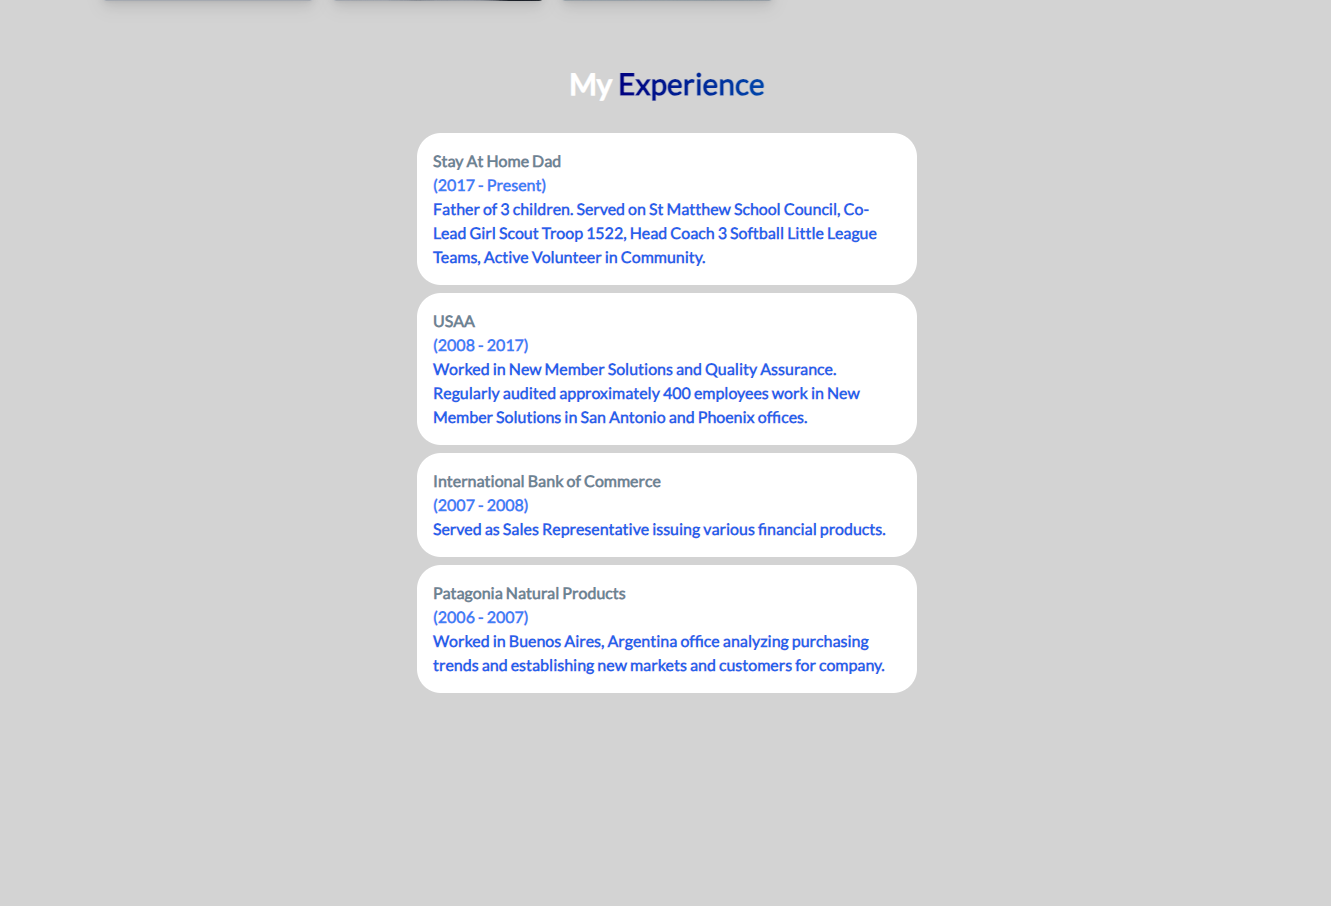 My Experience
Stay At Home Dad
(2017 - Present)
Father of 3 children. Served on St Matthew School Council, Co-
Lead Girl Scout Troop 1522, Head Coach 3 Softball Little League
Teams, Active Volunteer in Community.
USAA
(2008 - 2017)
Worked in New Member Solutions and Quality Assurance.
Regularly audited approximately 400 employees work in New
Member Solutions in San Antonio and Phoenix offices.
International Bank of Commerce
(2007 - 2008)
Served as Sales Representative issuing various financial products.
Patagonia Natural Products
(2006 - 2007)
Worked in Buenos Aires, Argentina office analyzing purchasing
trends and establishing new markets and customers for company.